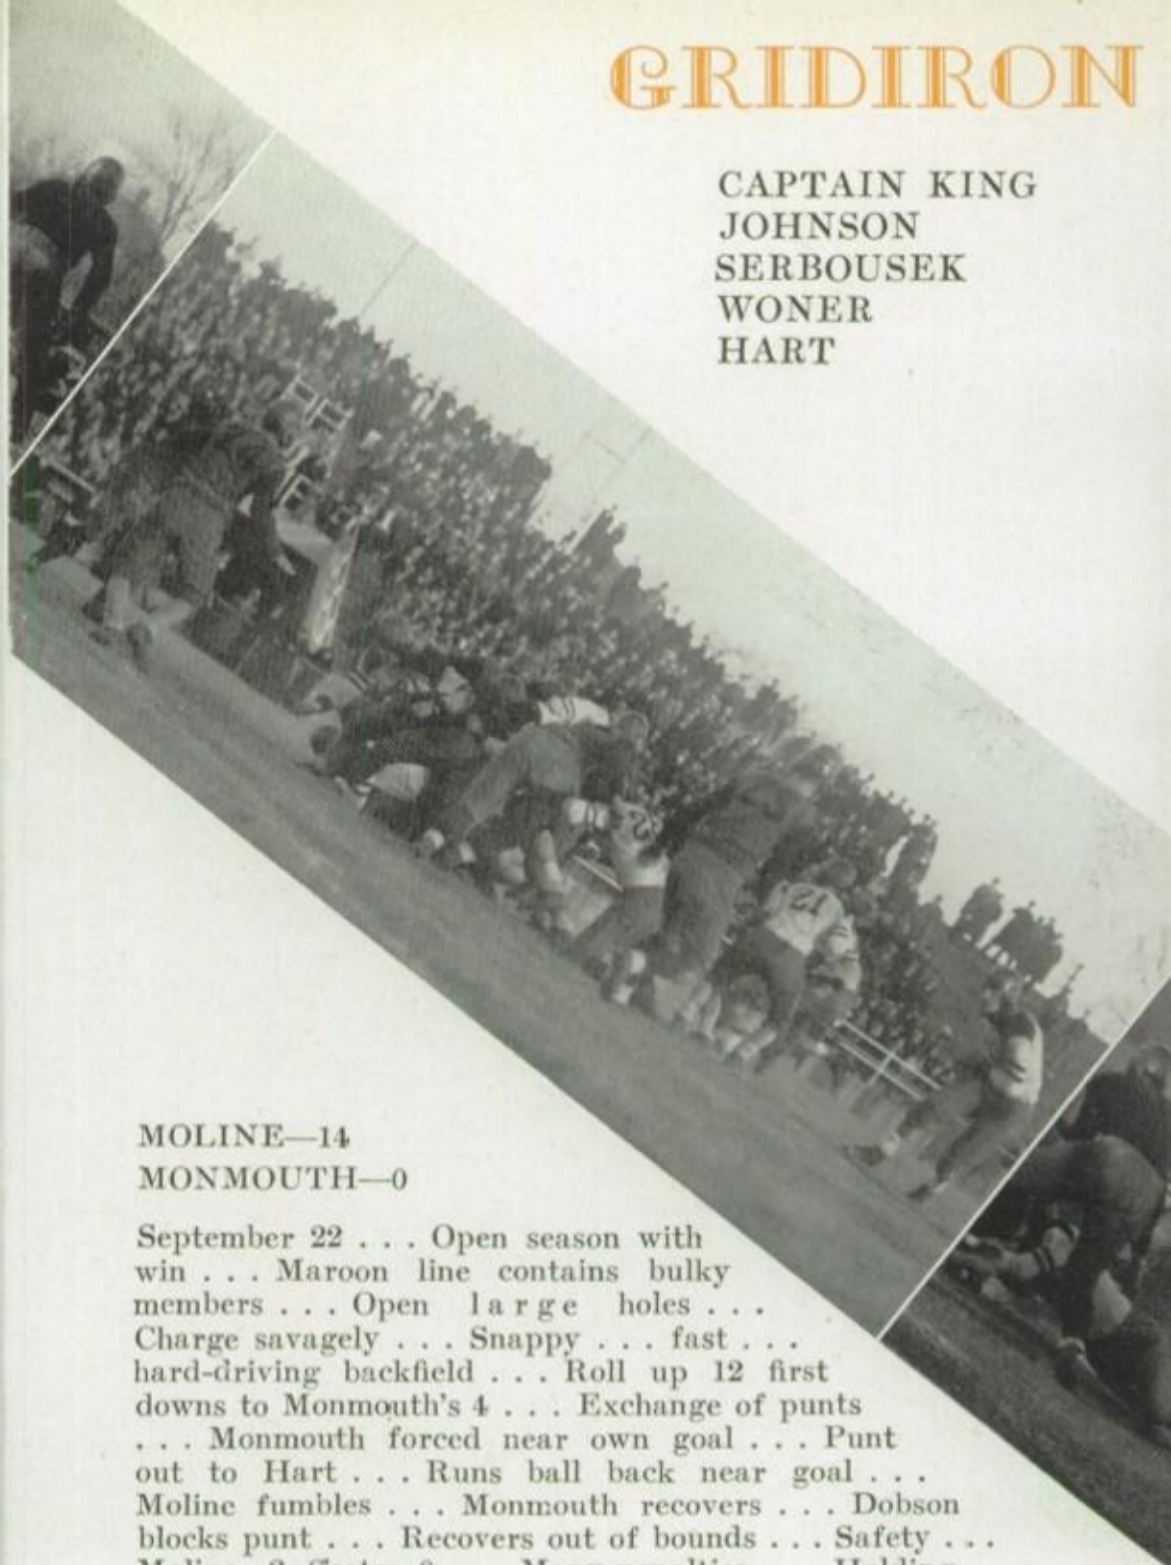 GRIDIRON
CAPTAIN KING
JOHNSON
SERBOUSEK
WONER
HART
MOLINE—14
MONMOUTH—0
September 22 . . . Open season with
win . . . Maroon line contains bulky
members . . . Open large holes . . .
Charge savagely . . . Snappy . . . fast . . .
hard-driving backfield . . . Roll up 12 first
downs to Monmouth's 4 . . . Exchange of punts
. . . Monmouth forced near own goal . . . Punt
out to Hart . . . Runs ball back near goal . . .
Moline fumbles . . . Monmouth recovers . . . Dobson
blocks punt . . . Recovers out of bounds . . . Safety . . .